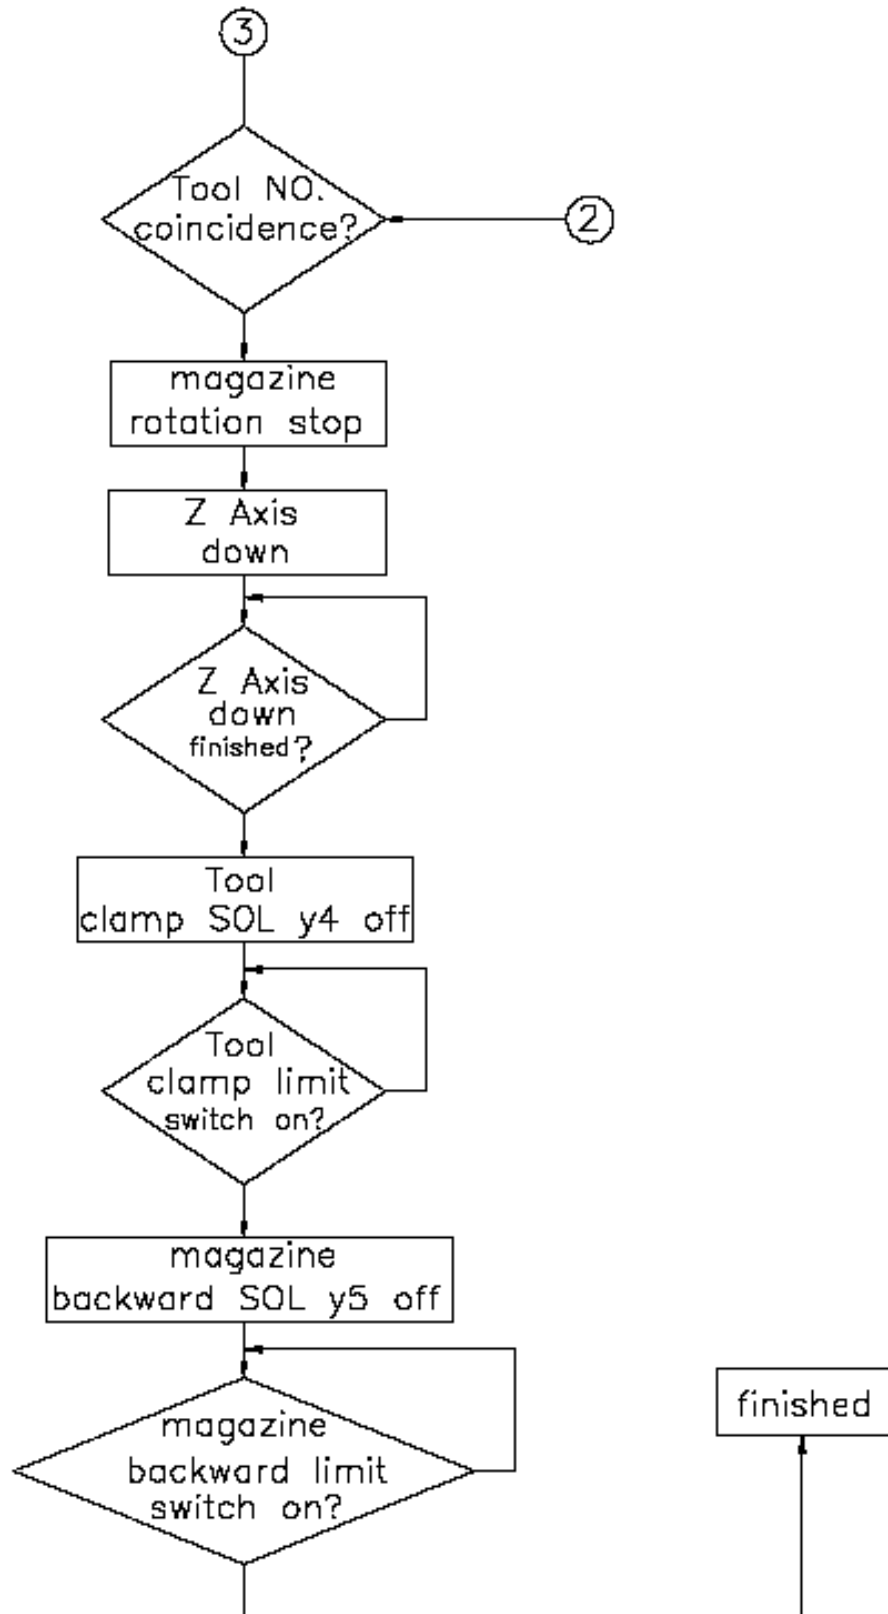 3
Tool NO.
coincidence?
2
magazine
rotation stop
Z Axis
down
Z Axis
down
finished?
Tool
clamp SOL y4 off
Tool
clamp limit
switch on?
magazine
backward SOL y5 off
magazine
backward limit
switch on?
finished